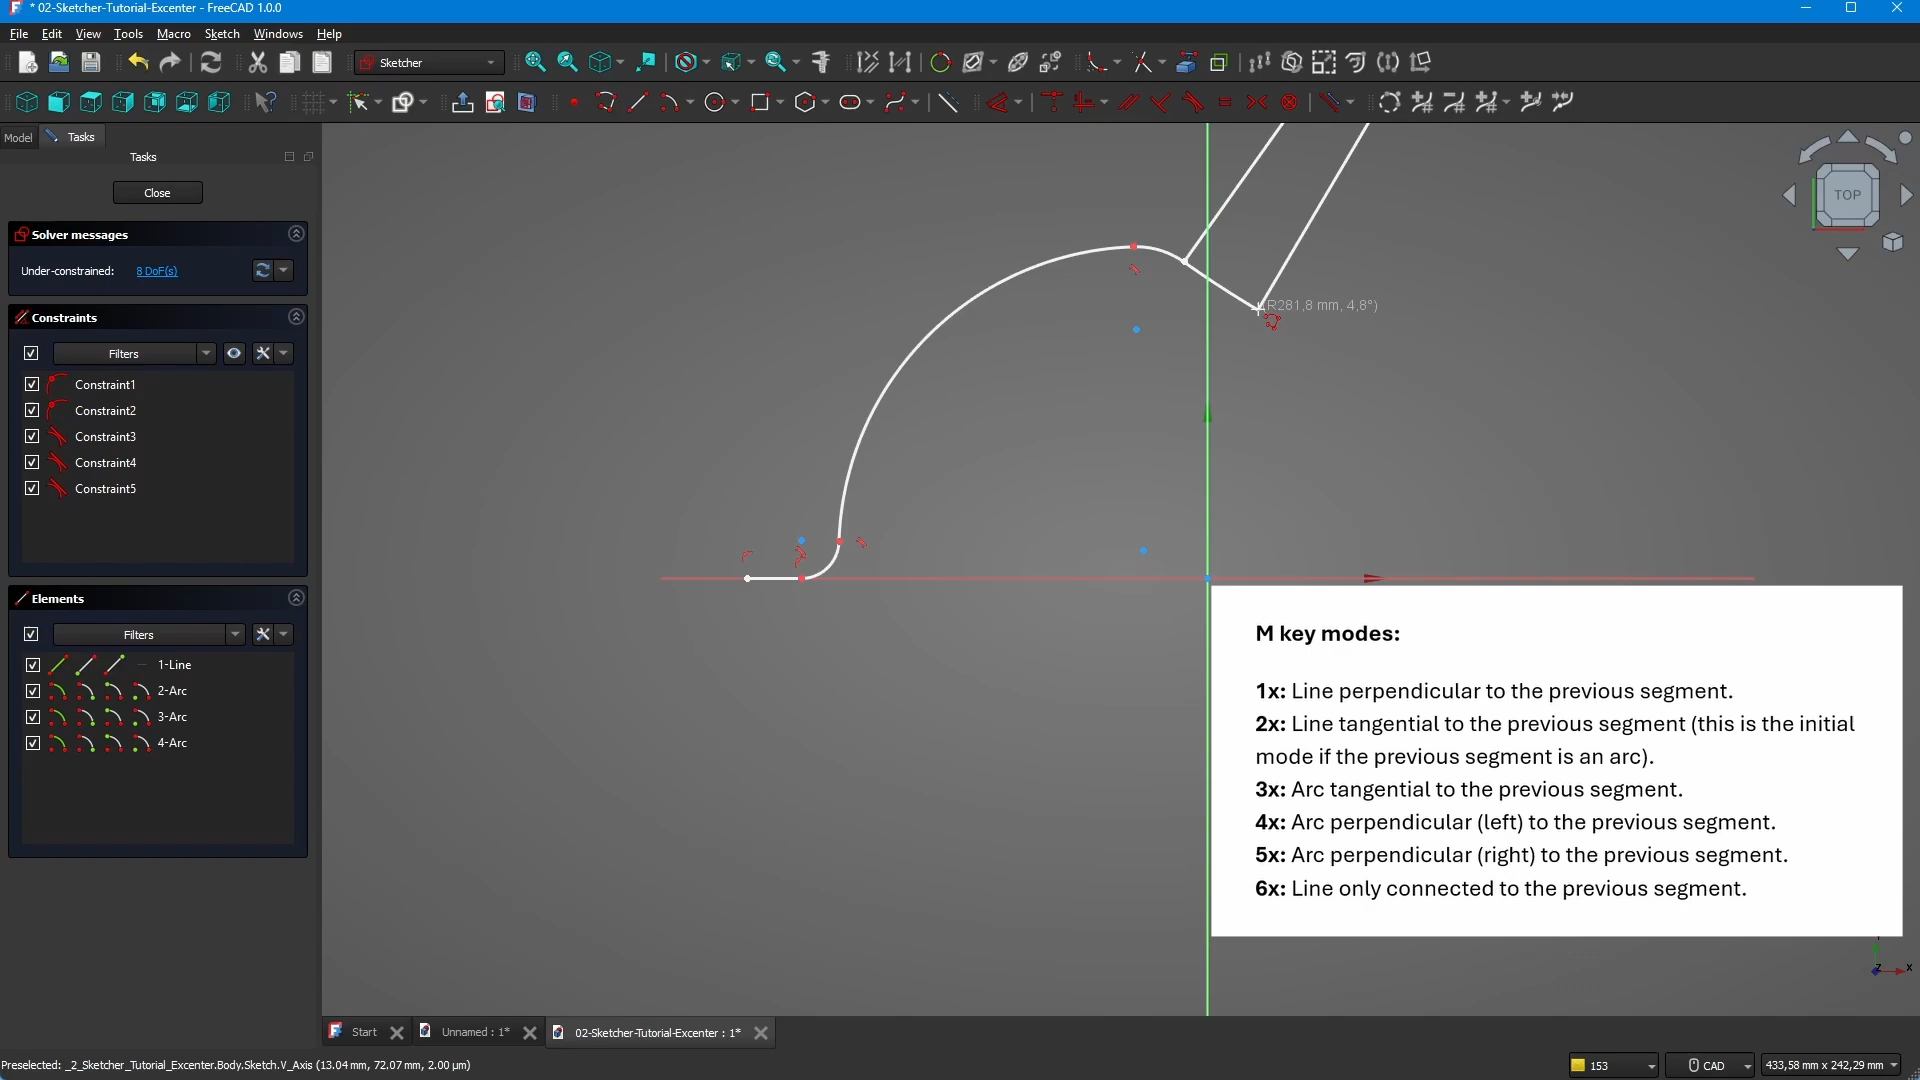 * 02-Sketcher-Tutorial-Excenter - FreeCAD 1.0.0
File Edit View Tools Macro Sketch Windows Help
Sketcher
Model Tasks
Tasks
Close
Solver messages
Under-constrained: 8 DoF(s)
Constraints
Filters
Constraint1
Constraint2
Constraint3
Constraint4
Constraint5
Elements
Filters
1-Line
2-Arc
3-Arc
4-Arc
TOP
(R281,8 mm, 4,8°)
M key modes:
1x: Line perpendicular to the previous segment.
2x: Line tangential to the previous segment (this is the initial
mode if the previous segment is an arc).
3x: Arc tangential to the previous segment.
4x: Arc perpendicular (left) to the previous segment.
5x: Arc perpendicular (right) to the previous segment.
6x: Line only connected to the previous segment.
Z X
Start Unnamed : 1* 02-Sketcher-Tutorial-Excenter : 1*
Preselected: _2_Sketcher_Tutorial_Excenter.Body.Sketch.V_Axis (13.04 mm, 72.07 mm, 2.00 µm)
153 CAD 433,58 mm x 242,29 mm